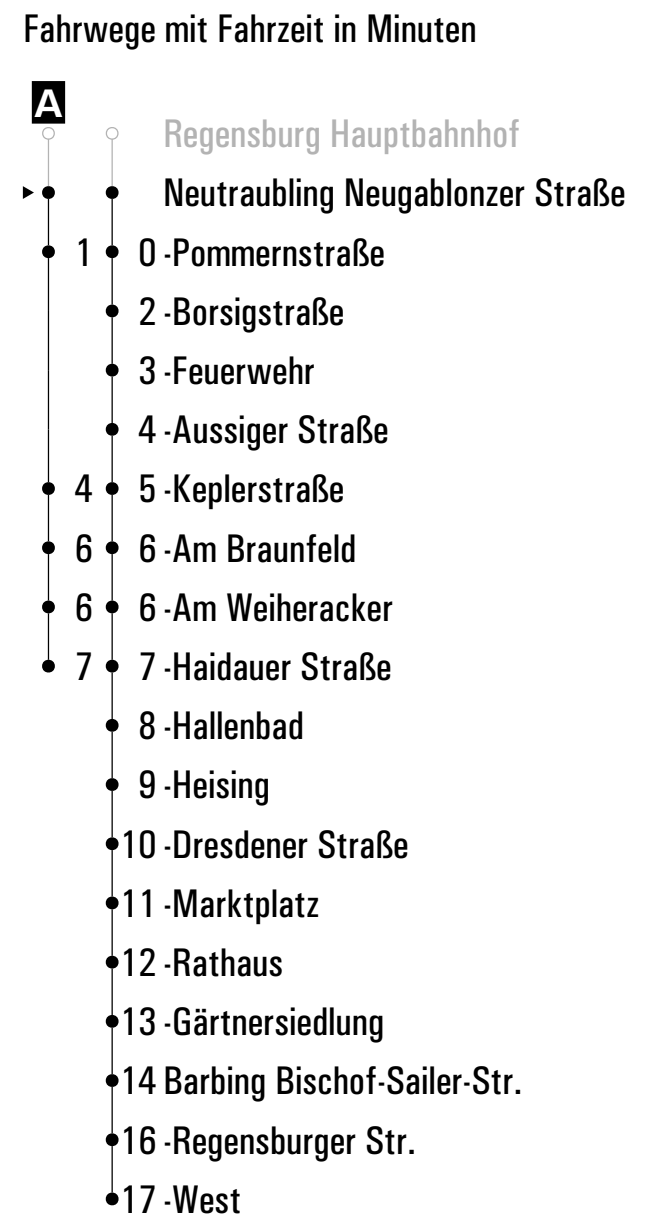 Fahrwege mit Fahrzeit in Minuten
A
Regensburg Hauptbahnhof
Neutraubling Neugablonzer Straße
1 0 -Pommernstraße
2 -Borsigstraße
3 -Feuerwehr
4 -Aussiger Straße
4 5 -Keplerstraße
6 6 -Am Braunfeld
6 6 -Am Weiheracker
7 7 -Haidauer Straße
8 -Hallenbad
9 -Heising
10 -Dresdener Straße
11 -Marktplatz
12 -Rathaus
13 -Gärtnersiedlung
14 Barbing Bischof-Sailer-Str.
16 -Regensburger Str.
17 -West